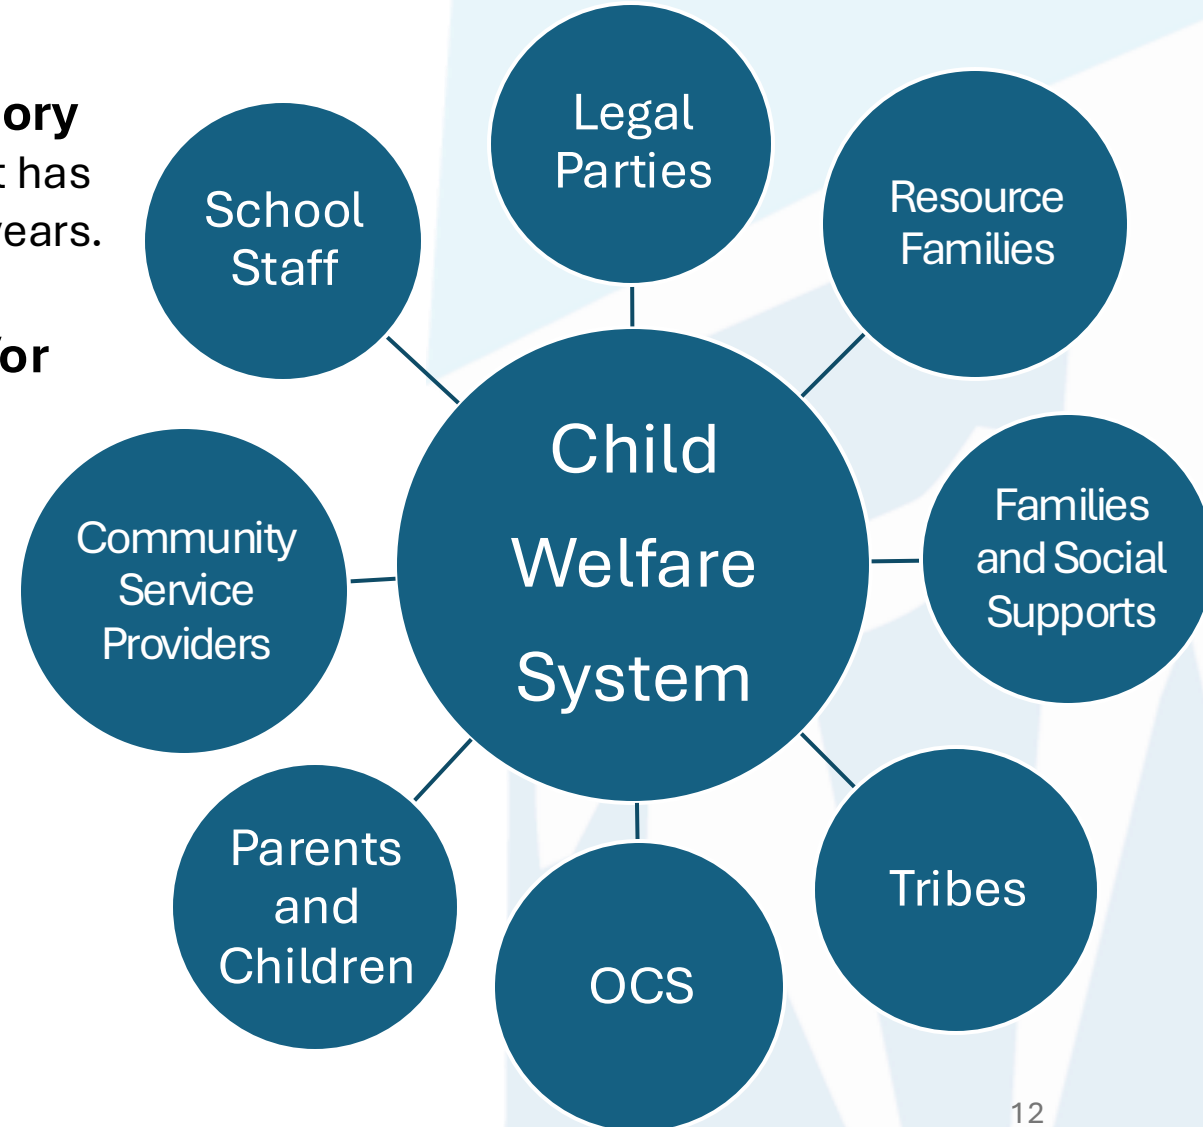 ory
t has
years.
for
Legal
Parties
School
Staff
Resource
Families
Child
Welfare
System
Families
and Social
Supports
Community
Service
Providers
Parents
and
Children
Tribes
OCS
12